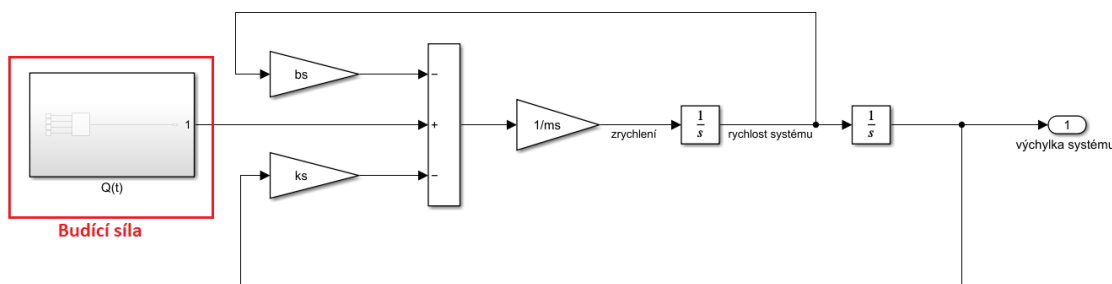 bs
−
1
+
1/ms
zrychlení
1
s
rychlost systému
1
s
1
výchylka systému
ks
−
Q(t)
Budící síla